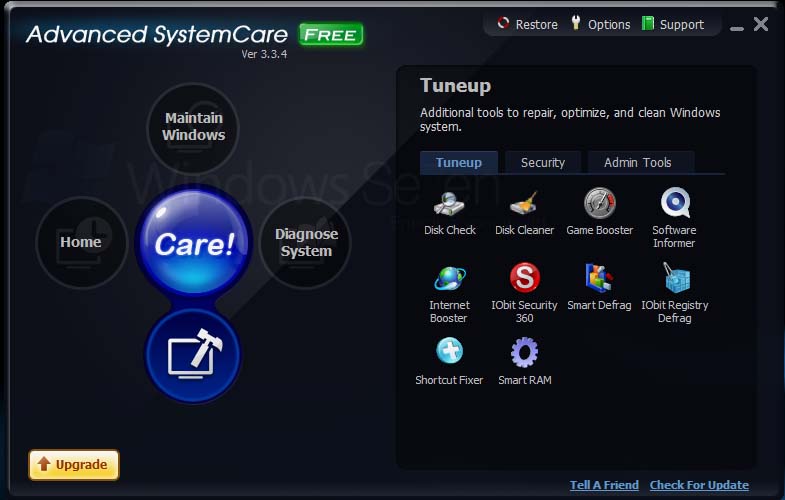 Advanced SystemCare FREE
Ver 3.3.4
Restore Options Support
Maintain
Windows
Home
Care!
Diagnose
System
Upgrade
Tuneup
Additional tools to repair, optimize, and clean Windows
system.
Tuneup Security Admin Tools
Disk Check Disk Cleaner Game Booster Software
Informer
Internet
Booster
IObit Security
360
Smart Defrag IObit Registry
Defrag
Shortcut Fixer Smart RAM
Tell A Friend Check For Update
Windows Seven